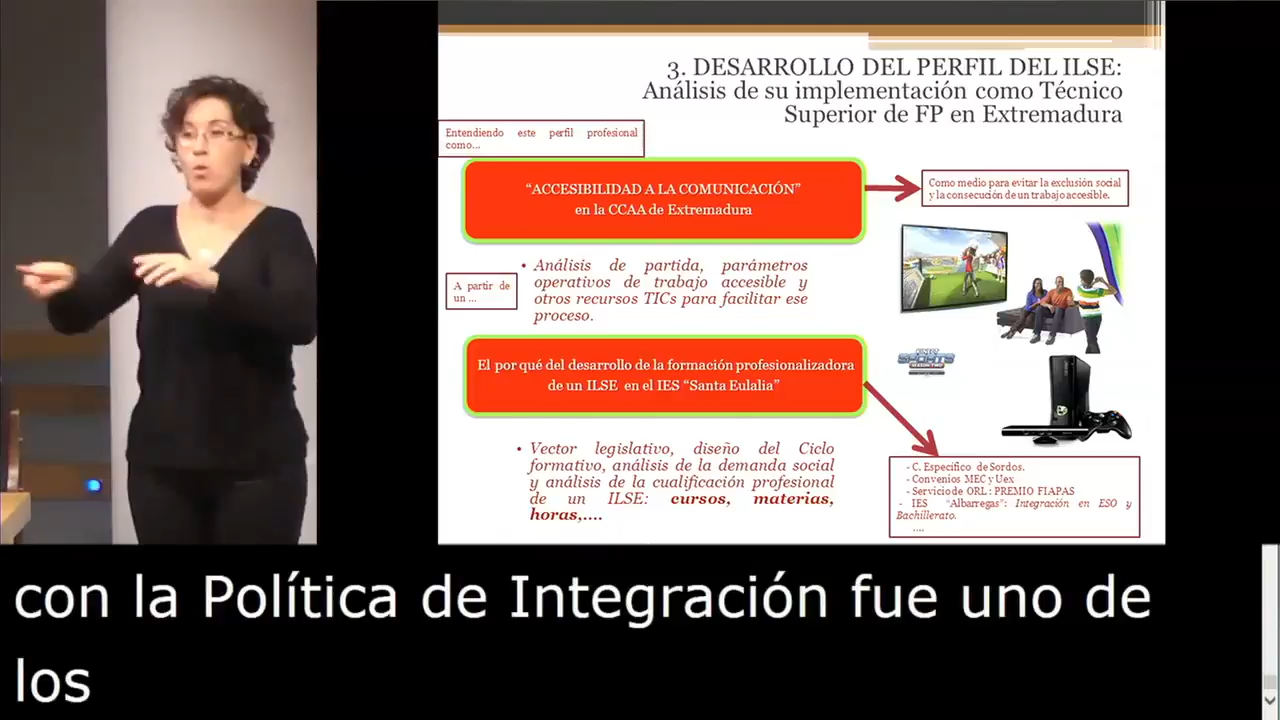 3. DESARROLLO DEL PERFIL DEL ILSE:
Análisis de su implementación como Técnico
Superior de FP en Extremadura
Entendiendo este perfil profesional
como...
“ACCESIBILIDAD A LA COMUNICACIÓN”
en la CCAA de Extremadura
Como medio para evitar la exclusión social
y la consecución de un trabajo accesible.
• Análisis de partida, parámetros
operativos de trabajo accesible y
otros recursos TICs para facilitar ese
proceso.
A partir de
un ...
El por qué del desarrollo de la formación profesionalizadora
de un ILSE en el IES “Santa Eulalia”
SPORTS
• Vector legislativo, diseño del Ciclo
formativo, análisis de la demanda social
y análisis de la cualificación profesional
de un ILSE: cursos, materias,
horas,....
- C. Específico de Sordos.
- Convenios MEC y Uex
- Servicio de ORL : PREMIO FIAPAS
- IES “Albarregas”: Integración en ESO y
Bachillerato.
....
con la Política de Integración fue uno de
los